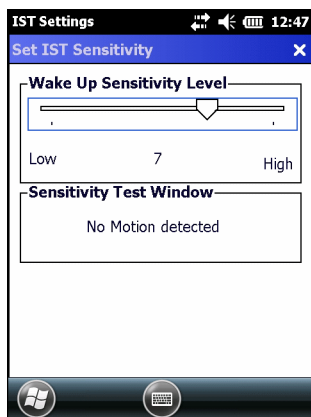 IST Settings 12:47
Set IST Sensitivity
Wake Up Sensitivity Level
Low 7 High
Sensitivity Test Window
No Motion detected